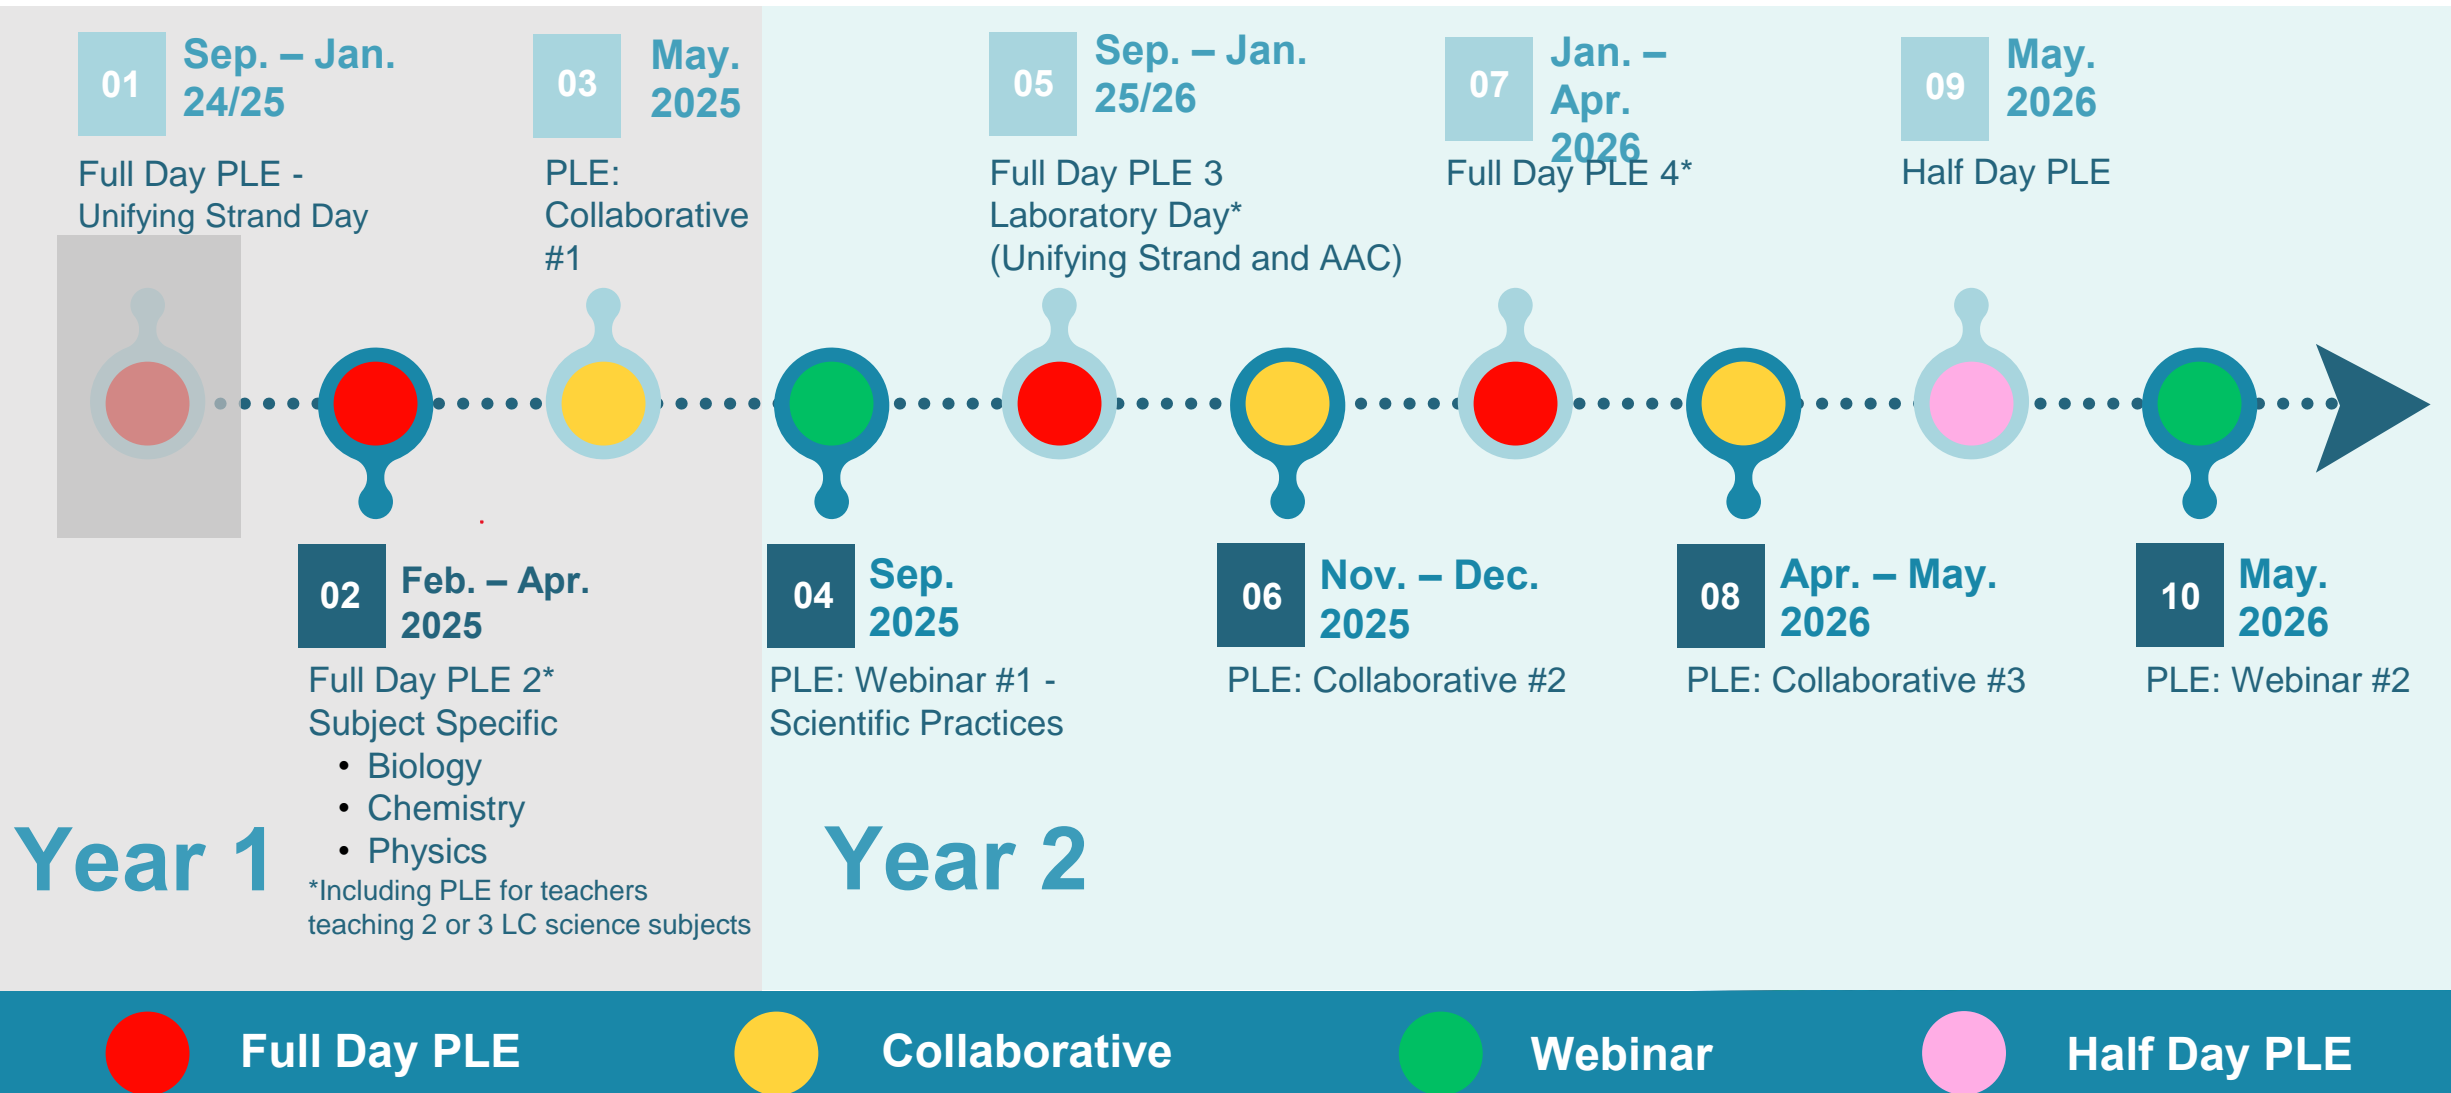 01
Sep. – Jan.
24/25
Full Day PLE -
Unifying Strand Day
03
May.
2025
PLE:
Collaborative
#1
05
Sep. – Jan.
25/26
Full Day PLE 3
Laboratory Day*
(Unifying Strand and AAC)
07
Jan. –
Apr.
2026
Full Day PLE 4*
09
May.
2026
Half Day PLE
02
Feb. – Apr.
2025
Full Day PLE 2*
Subject Specific
• Biology
• Chemistry
• Physics
*Including PLE for teachers
teaching 2 or 3 LC science subjects
04
Sep.
2025
PLE: Webinar #1 -
Scientific Practices
06
Nov. – Dec.
2025
PLE: Collaborative #2
08
Apr. – May.
2026
PLE: Collaborative #3
10
May.
2026
PLE: Webinar #2
Year 1
Year 2
Full Day PLE
Collaborative
Webinar
Half Day PLE